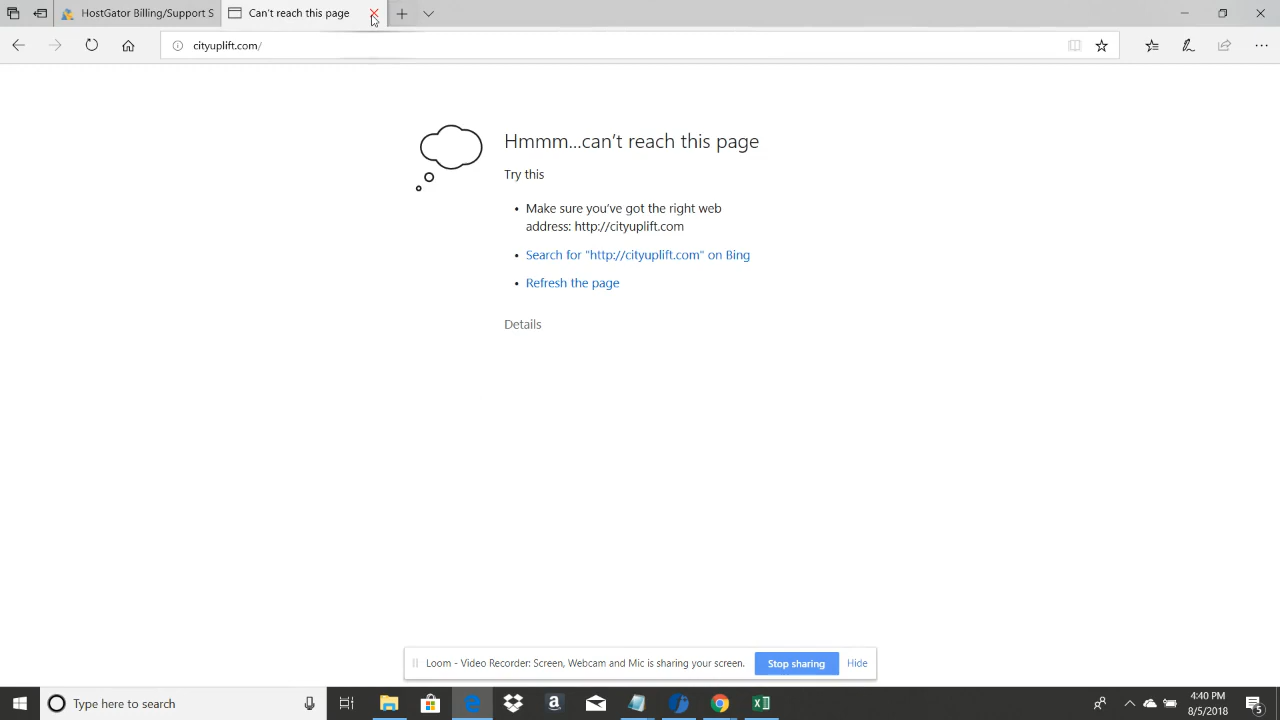 HostGator Billing/Support S
Can't reach this page
cityuplift.com/
Hmmm...can't reach this page
Try this
• Make sure you've got the right web
address: http://cityuplift.com
• Search for "http://cityuplift.com" on Bing
• Refresh the page
Details
Loom - Video Recorder: Screen, Webcam and Mic is sharing your screen.
Stop sharing
Hide
Type here to search
4:40 PM
8/5/2018
5